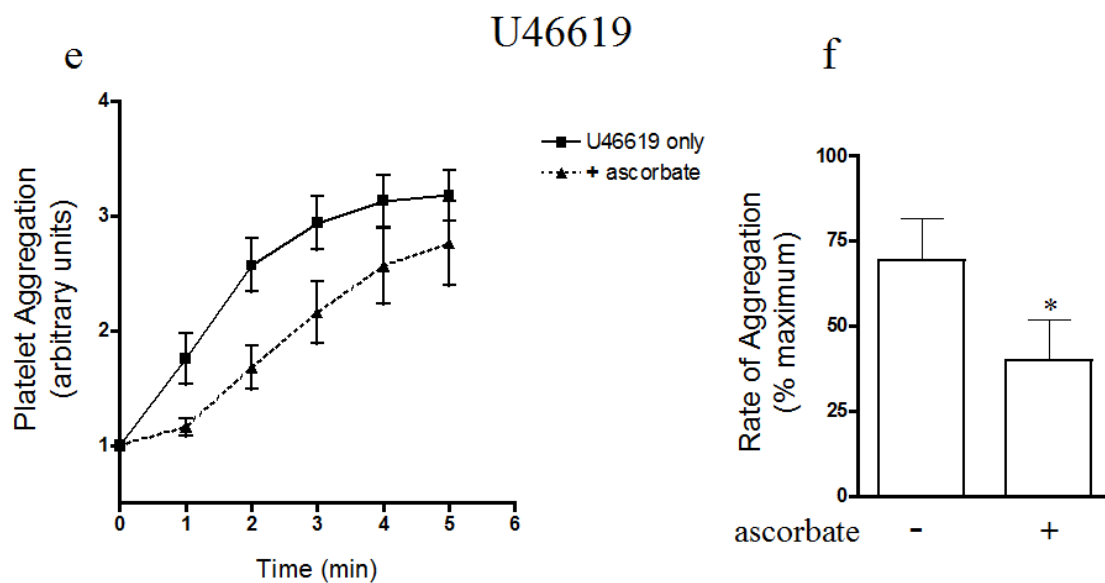 U46619
e
f
4
3
2
1
0
1
2
3
4
5
6
Platelet Aggregation
(arbitrary units)
Time (min)
U46619 only
+ ascorbate
100
75
50
25
0
Rate of Aggregation
(% maximum)
*
ascorbate - +